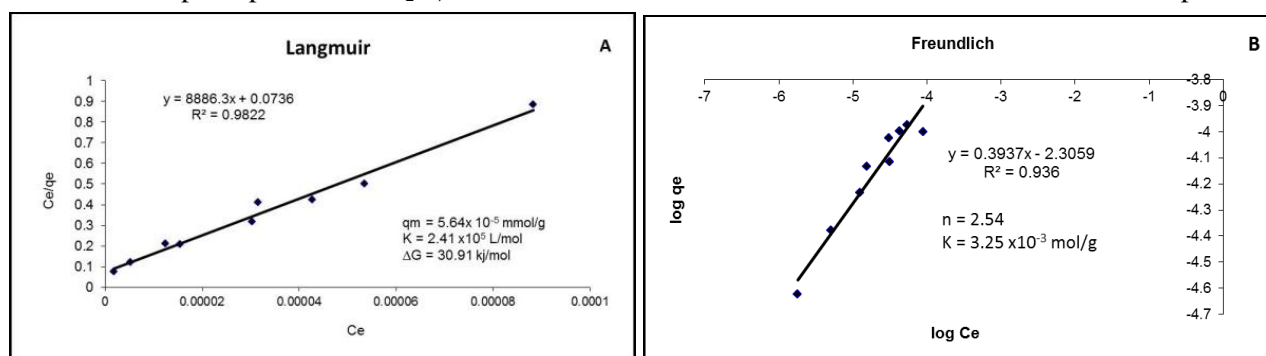 Langmuir
A
y = 8886.3x + 0.0736
R² = 0.9822
1
0.9
0.8
0.7
0.6
0.5
0.4
0.3
0.2
0.1
0
Ce/qe
qm = 5.64x 10⁻⁵ mmol/g
K = 2.41 x10⁵ L/mol
ΔG = 30.91 kj/mol
0 0.00002 0.00004 0.00006 0.00008 0.0001
Ce
Freundlich
B
-7 -6 -5 -4 -3 -2 -1 0
-3.8
-3.9
-4
-4.1
-4.2
-4.3
-4.4
-4.5
-4.6
-4.7
log qe
y = 0.3937x - 2.3059
R² = 0.936
n = 2.54
K = 3.25 x10⁻³ mol/g
log Ce